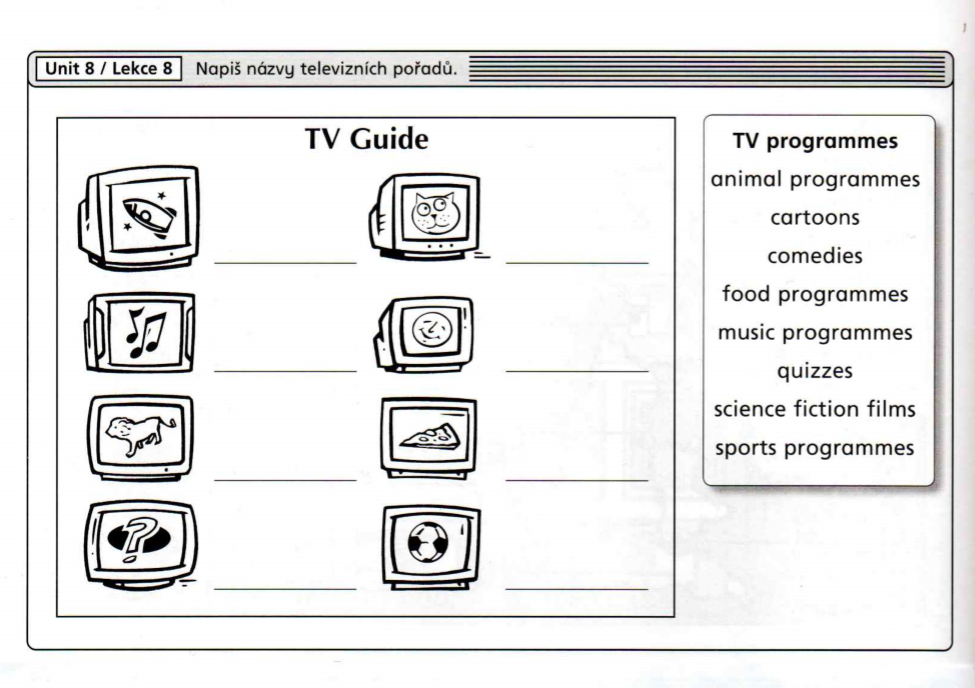 Unit 8 / Lekce 8
Napiš názvy televizních pořadů.
TV Guide
TV programmes
animal programmes
cartoons
comedies
food programmes
music programmes
quizzes
science fiction films
sports programmes